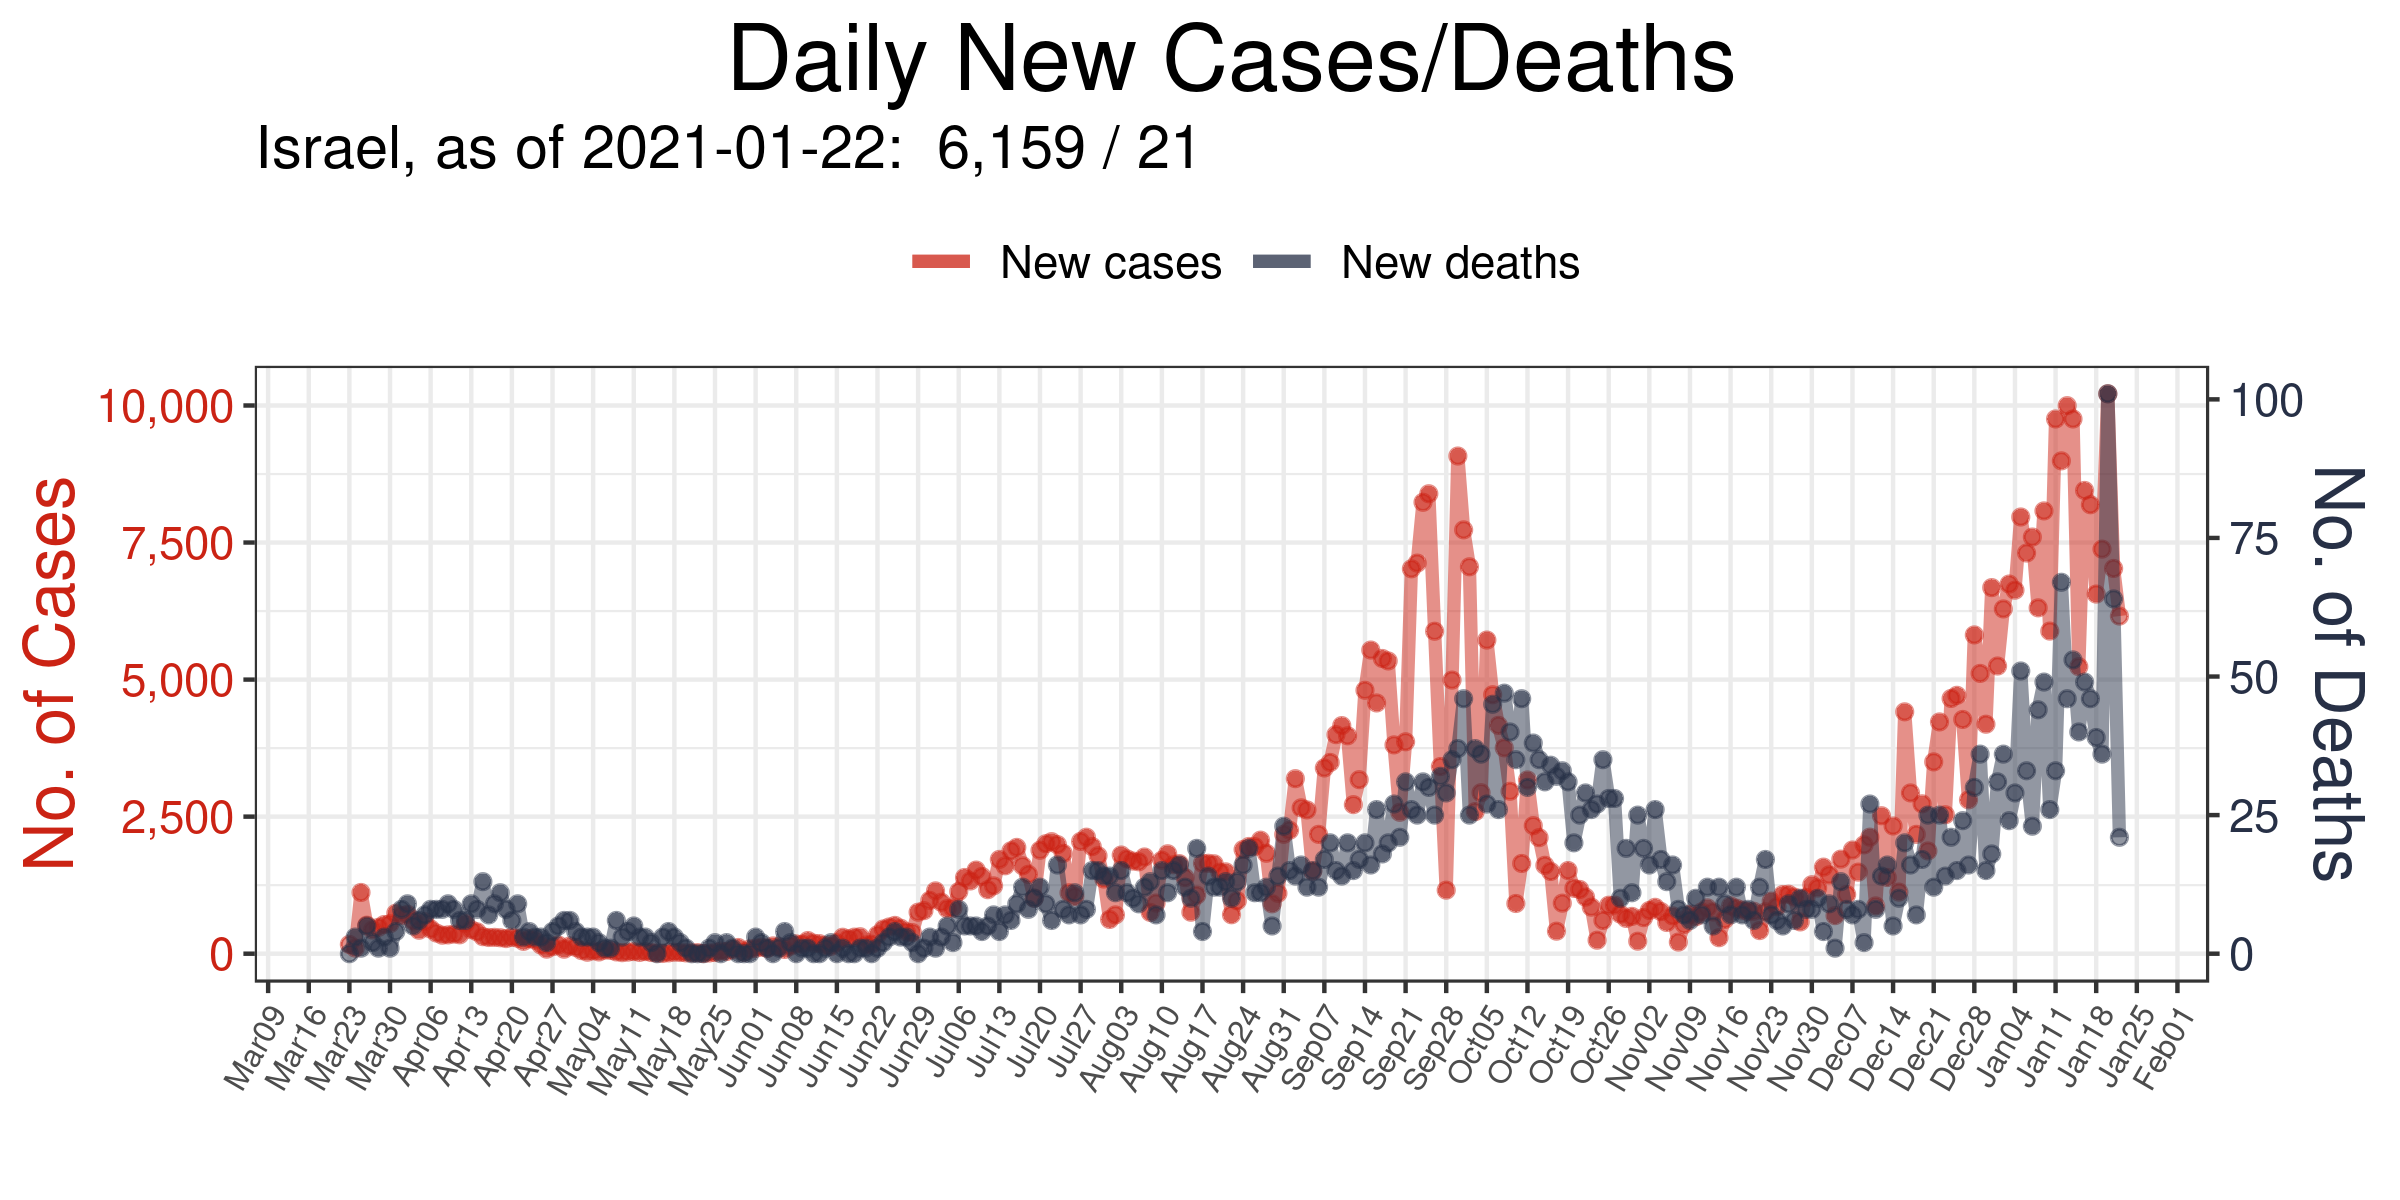 Daily New Cases/Deaths
Israel, as of 2021-01-22:  6,159 / 21
New cases
New deaths
No. of Cases
10,000
7,500
5,000
2,500
0
100
75
50
25
0
No. of Deaths
Mar09
Mar16
Mar23
Mar30
Apr06
Apr13
Apr20
Apr27
May04
May11
May18
May25
Jun01
Jun08
Jun15
Jun22
Jun29
Jul06
Jul13
Jul20
Jul27
Aug03
Aug10
Aug17
Aug24
Aug31
Sep07
Sep14
Sep21
Sep28
Oct05
Oct12
Oct19
Oct26
Nov02
Nov09
Nov16
Nov23
Nov30
Dec07
Dec14
Dec21
Dec28
Jan04
Jan11
Jan18
Jan25
Feb01